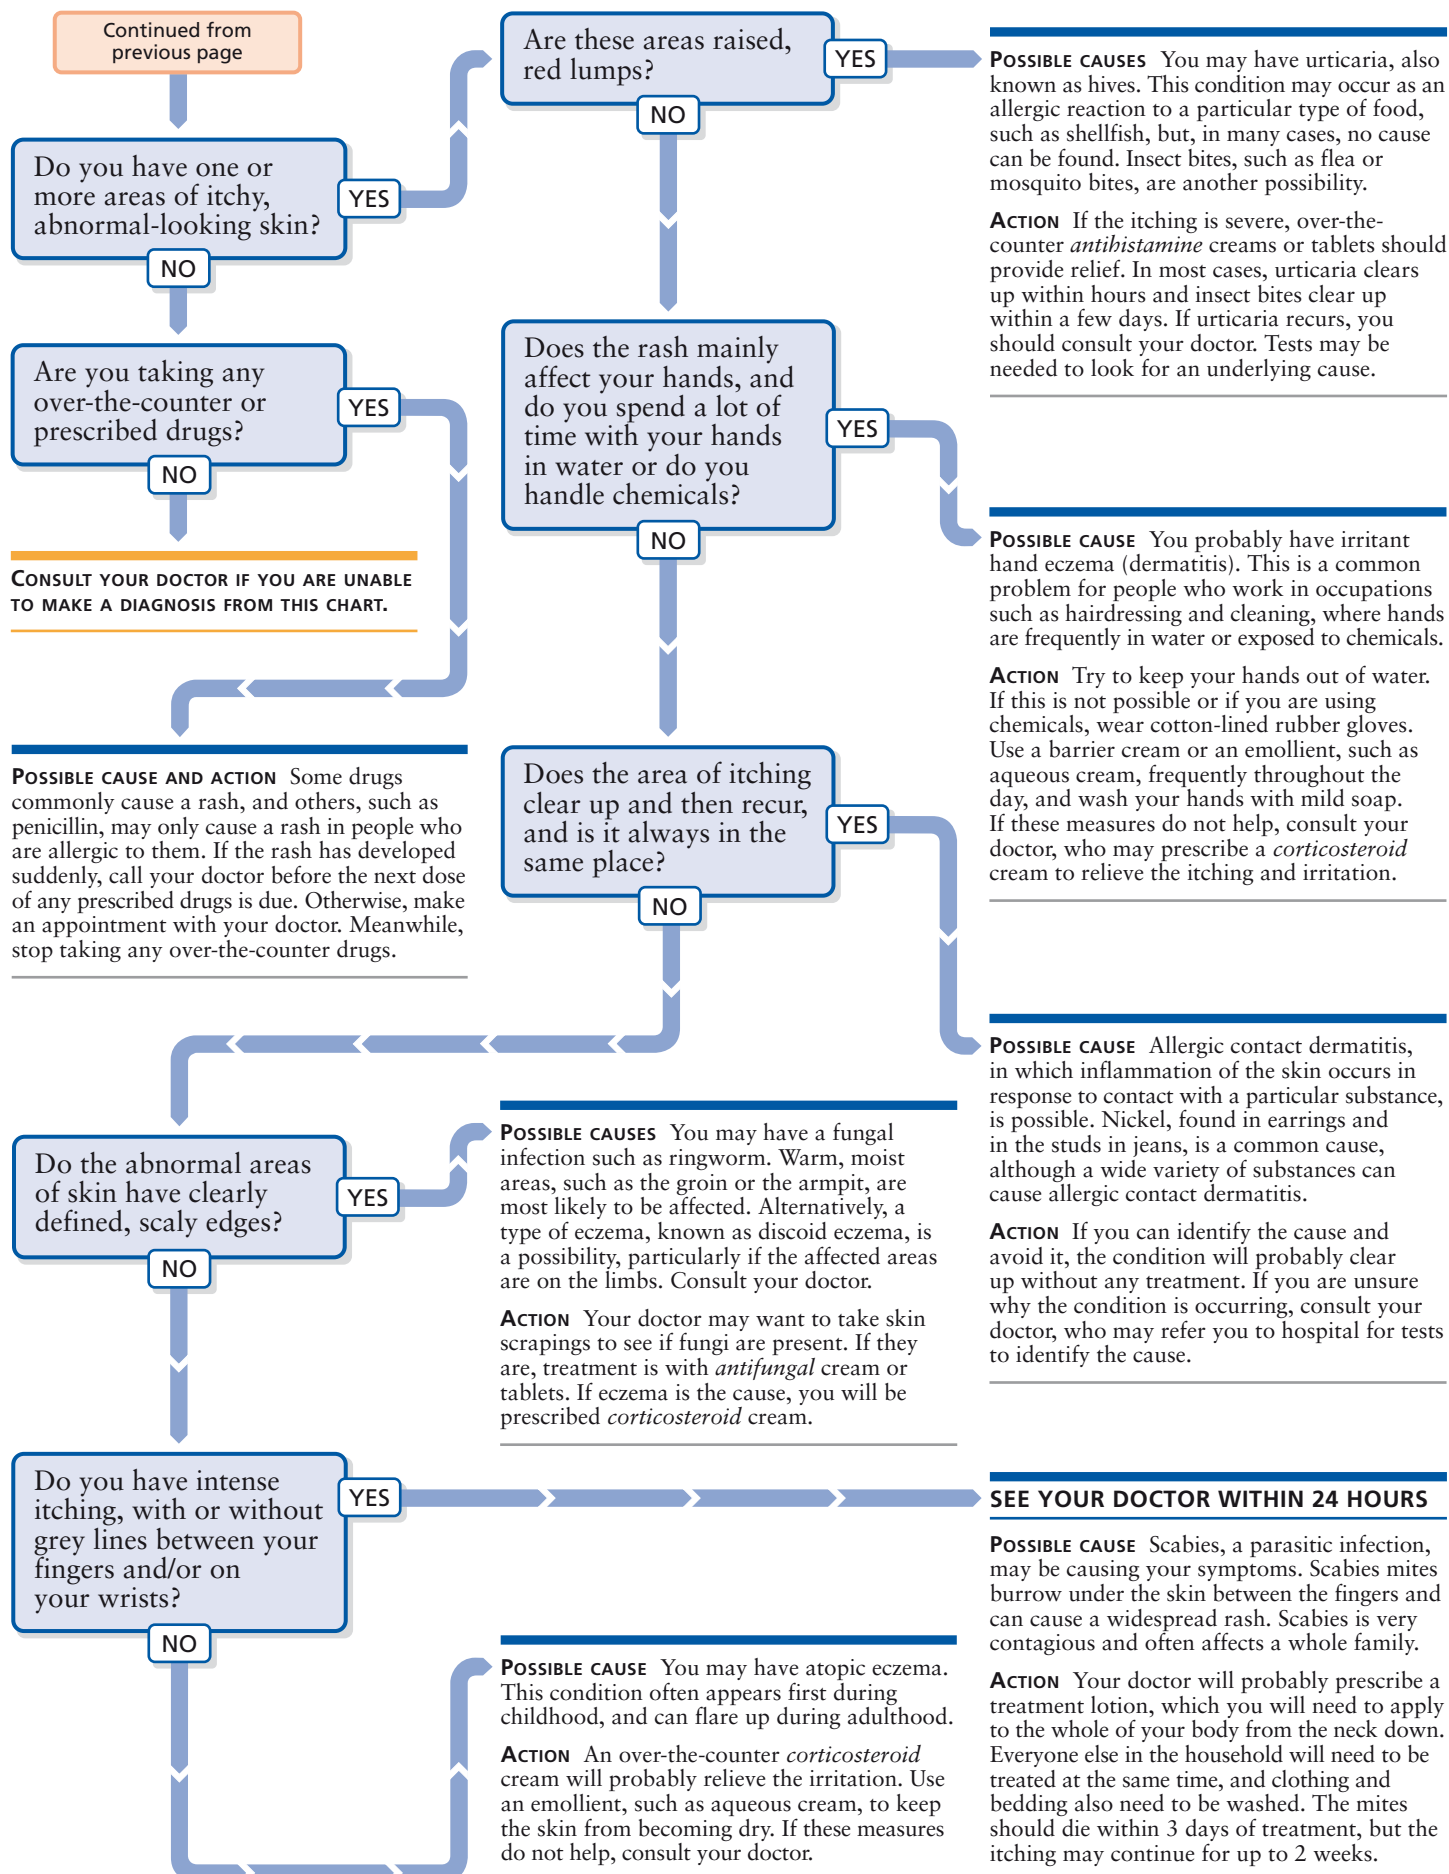 Continued from
previous page
Do you have one or
more areas of itchy,
abnormal-looking skin?
YES
NO
Are you taking any
over-the-counter or
prescribed drugs?
YES
NO
CONSULT YOUR DOCTOR IF YOU ARE UNABLE
TO MAKE A DIAGNOSIS FROM THIS CHART.
POSSIBLE CAUSE AND ACTION Some drugs
commonly cause a rash, and others, such as
penicillin, may only cause a rash in people who
are allergic to them. If the rash has developed
suddenly, call your doctor before the next dose
of any prescribed drugs is due. Otherwise, make
an appointment with your doctor. Meanwhile,
stop taking any over-the-counter drugs.
Are these areas raised,
red lumps?
YES
NO
POSSIBLE CAUSES You may have urticaria, also
known as hives. This condition may occur as an
allergic reaction to a particular type of food,
such as shellfish, but, in many cases, no cause
can be found. Insect bites, such as flea or
mosquito bites, are another possibility.
ACTION If the itching is severe, over-the-
counter antihistamine creams or tablets should
provide relief. In most cases, urticaria clears
up within hours and insect bites clear up
within a few days. If urticaria recurs, you
should consult your doctor. Tests may be
needed to look for an underlying cause.
Does the rash mainly
affect your hands, and
do you spend a lot of
time with your hands
in water or do you
handle chemicals?
YES
NO
POSSIBLE CAUSE You probably have irritant
hand eczema (dermatitis). This is a common
problem for people who work in occupations
such as hairdressing and cleaning, where hands
are frequently in water or exposed to chemicals.
ACTION Try to keep your hands out of water.
If this is not possible or if you are using
chemicals, wear cotton-lined rubber gloves.
Use a barrier cream or an emollient, such as
aqueous cream, frequently throughout the
day, and wash your hands with mild soap.
If these measures do not help, consult your
doctor, who may prescribe a corticosteroid
cream to relieve the itching and irritation.
Does the area of itching
clear up and then recur,
and is it always in the
same place?
YES
NO
POSSIBLE CAUSE Allergic contact dermatitis,
in which inflammation of the skin occurs in
response to contact with a particular substance,
is possible. Nickel, found in earrings and
in the studs in jeans, is a common cause,
although a wide variety of substances can
cause allergic contact dermatitis.
ACTION If you can identify the cause and
avoid it, the condition will probably clear
up without any treatment. If you are unsure
why the condition is occurring, consult your
doctor, who may refer you to hospital for tests
to identify the cause.
Do the abnormal areas
of skin have clearly
defined, scaly edges?
YES
NO
POSSIBLE CAUSES You may have a fungal
infection such as ringworm. Warm, moist
areas, such as the groin or the armpit, are
most likely to be affected. Alternatively, a
type of eczema, known as discoid eczema, is
a possibility, particularly if the affected areas
are on the limbs. Consult your doctor.
ACTION Your doctor may want to take skin
scrapings to see if fungi are present. If they
are, treatment is with antifungal cream or
tablets. If eczema is the cause, you will be
prescribed corticosteroid cream.
Do you have intense
itching, with or without
grey lines between your
fingers and/or on
your wrists?
YES
NO
SEE YOUR DOCTOR WITHIN 24 HOURS
POSSIBLE CAUSE Scabies, a parasitic infection,
may be causing your symptoms. Scabies mites
burrow under the skin between the fingers and
can cause a widespread rash. Scabies is very
contagious and often affects a whole family.
ACTION Your doctor will probably prescribe a
treatment lotion, which you will need to apply
to the whole of your body from the neck down.
Everyone else in the household will need to be
treated at the same time, and clothing and
bedding also need to be washed. The mites
should die within 3 days of treatment, but the
itching may continue for up to 2 weeks.
POSSIBLE CAUSE You may have atopic eczema.
This condition often appears first during
childhood, and can flare up during adulthood.
ACTION An over-the-counter corticosteroid
cream will probably relieve the irritation. Use
an emollient, such as aqueous cream, to keep
the skin from becoming dry. If these measures
do not help, consult your doctor.